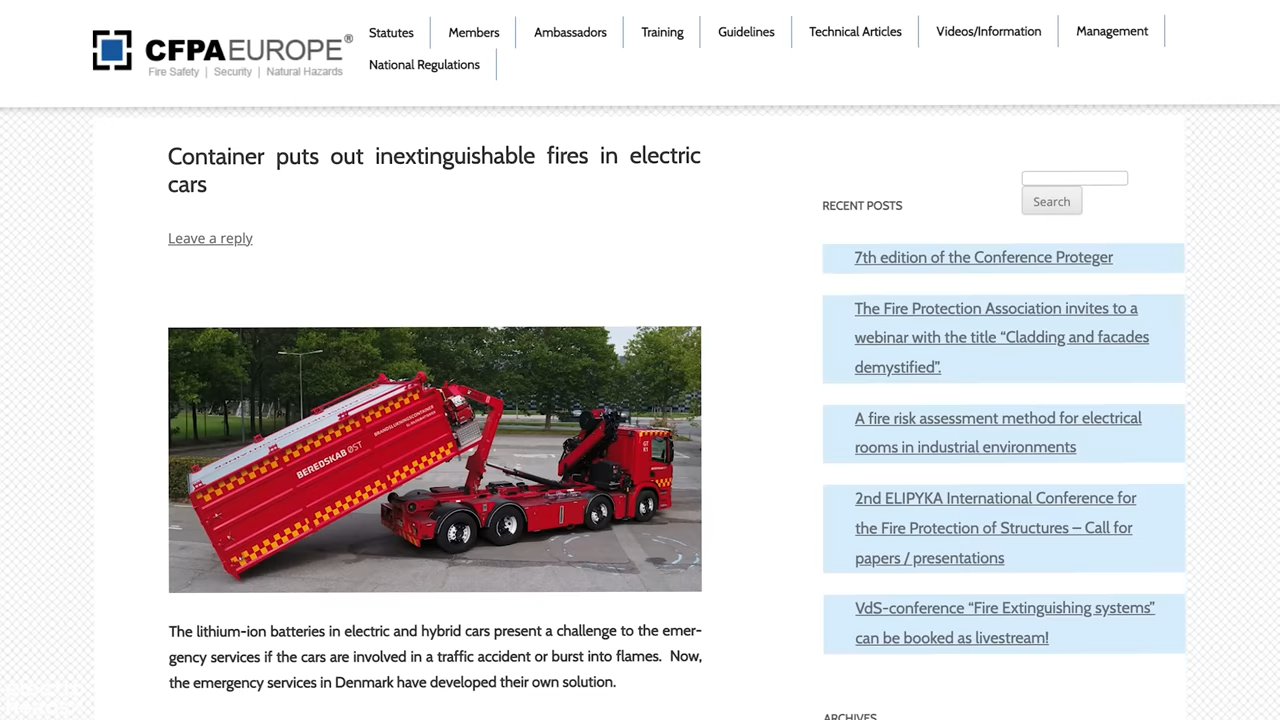 CFPA EUROPE®
Fire Safety | Security | Natural Hazards
Statutes
Members
Ambassadors
Training
Guidelines
Technical Articles
Videos/Information
Management
National Regulations
Container puts out inextinguishable fires in electric
cars
Leave a reply
BEREDSKAB ØST
BRANDSLUKNINGSCONTAINER
The lithium-ion batteries in electric and hybrid cars present a challenge to the emer-
gency services if the cars are involved in a traffic accident or burst into flames. Now,
the emergency services in Denmark have developed their own solution.
Search
RECENT POSTS
7th edition of the Conference Proteger
The Fire Protection Association invites to a
webinar with the title “Cladding and facades
demystified”.
A fire risk assessment method for electrical
rooms in industrial environments
2nd ELIPYKA International Conference for
the Fire Protection of Structures – Call for
papers / presentations
VdS-conference “Fire Extinguishing systems”
can be booked as livestream!
ARCHIVES